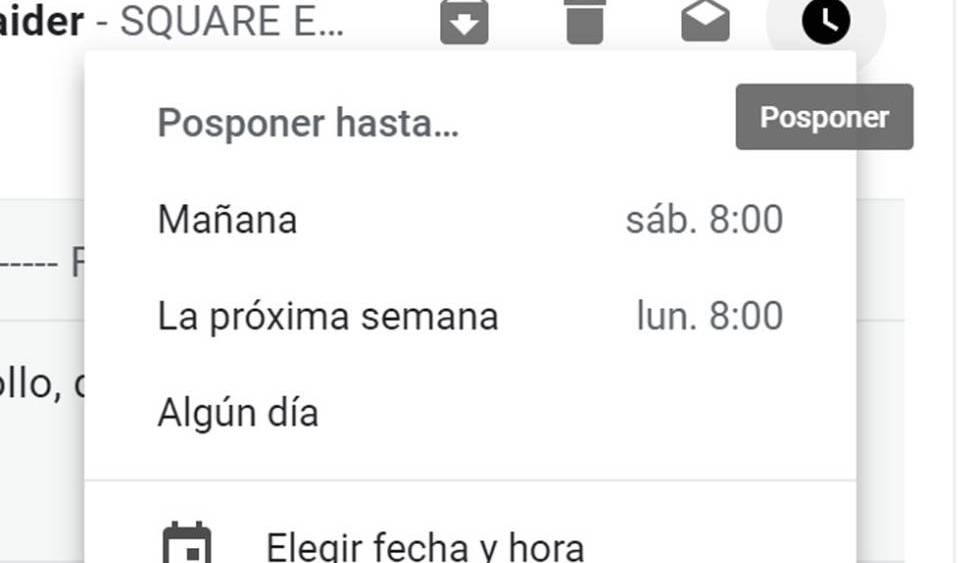 aider - SQUARE E...
Posponer
Posponer hasta...
Mañana sáb. 8:00
----- F
La próxima semana lun. 8:00
ollo, c
Algún día
Elegir fecha y hora